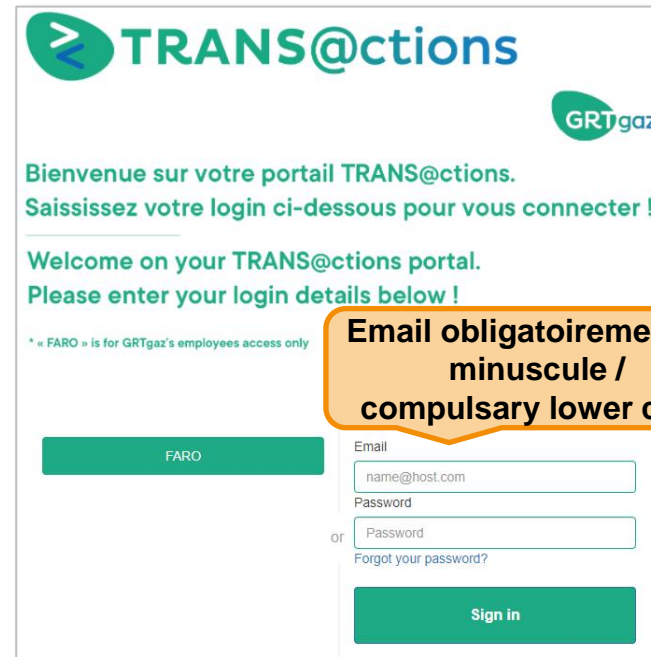 TRANS@ctions
GRTgaz
Bienvenue sur votre portail TRANS@ctions.
Saississez votre login ci-dessous pour vous connecter !
Welcome on your TRANS@ctions portal.
Please enter your login details below !
* « FARO » is for GRTgaz's employees access only
Email obligatoireme
minuscule /
compulsary lower
FARO
Email
name@host.com
Password
or
Password
Forgot your password?
Sign in